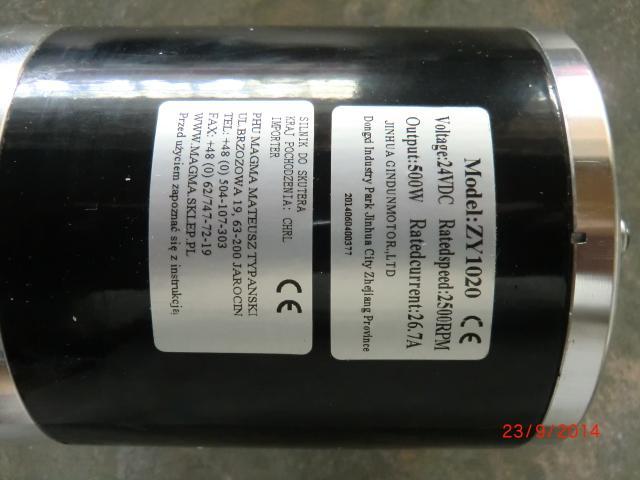 Model:ZY1020
Voltage:24VDC Ratedspeed:2500RPM
Output:500W Ratedcurrent:26.7A
JINHUA GINDUNMOTOR.,LTD
Dongxi Industry Park Jinhua City Zhejiang Province
2014060400377
CE
SILNIK DO SKUTERA
KRAJ POCHODZENIA: CHRL
IMPORTER
CE
PHU MAGMA MATEUSZ TYPAŃSKI
UL.BRZOZOWA 19, 63-200 JAROCIN
TEL: +48 (0) 504-107-303
FAX: +48 (0) 62/747-72-19
WWW.MAGMA.SKLEP.PL
Przed użyciem zapoznać się z instrukcją
23/9/2014